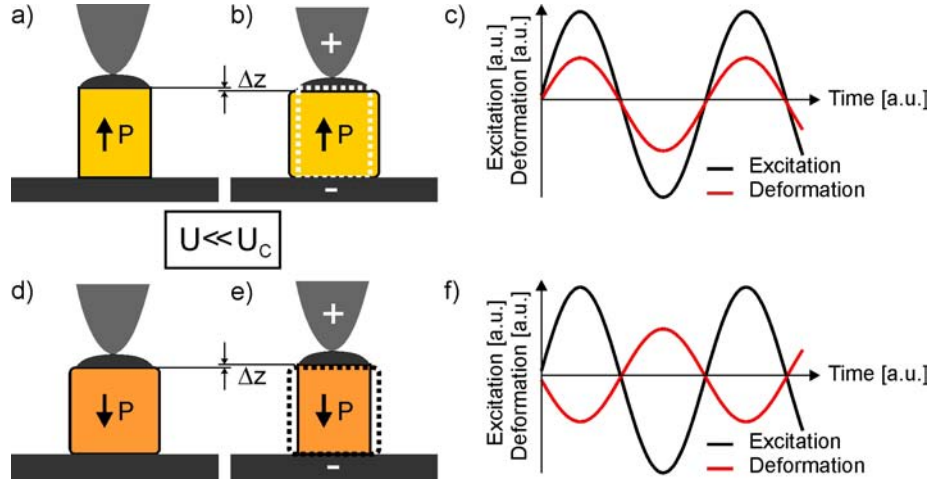 a)
b)
c)
+
Δz
P
P
-
Excitation [a.u.]
Deformation [a.u.]
Time [a.u.]
Excitation
Deformation
U<<U_C
d)
e)
f)
+
Δz
P
P
-
Excitation [a.u.]
Deformation [a.u.]
Time [a.u.]
Excitation
Deformation